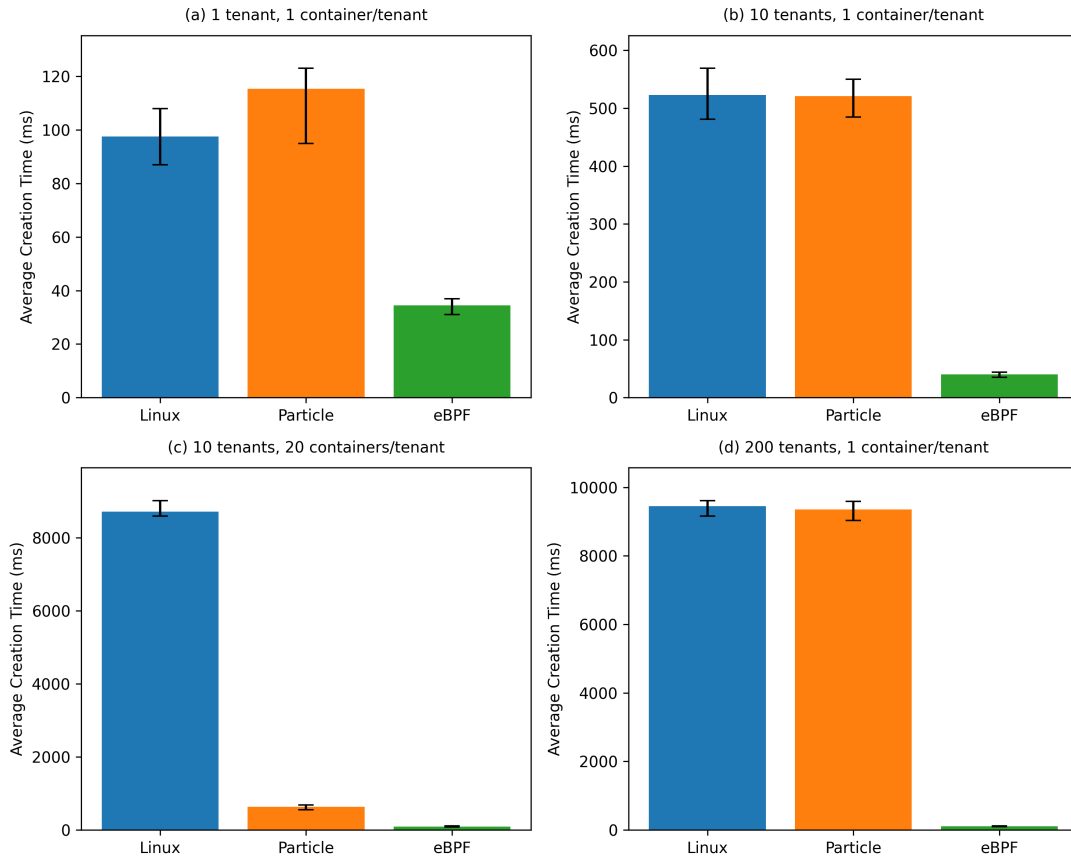 (a) 1 tenant, 1 container/tenant
Average Creation Time (ms)
120
100
80
60
40
20
0
Linux
Particle
eBPF
(b) 10 tenants, 1 container/tenant
Average Creation Time (ms)
600
500
400
300
200
100
0
Linux
Particle
eBPF
(c) 10 tenants, 20 containers/tenant
Average Creation Time (ms)
8000
6000
4000
2000
0
Linux
Particle
eBPF
(d) 200 tenants, 1 container/tenant
Average Creation Time (ms)
10000
8000
6000
4000
2000
0
Linux
Particle
eBPF